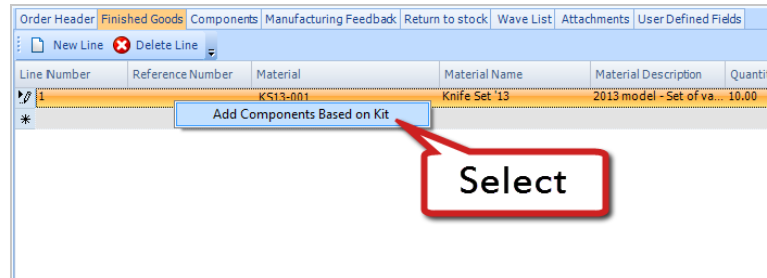 Order Header Finished Goods Components Manufacturing Feedback Return to stock Wave List Attachments User Defined Fields
New Line Delete Line
Line Number Reference Number Material Material Name Material Description Quanti
1 KS13-001 Knife Set '13 2013 model - Set of va... 10.00
Add Components Based on Kit
*
Select